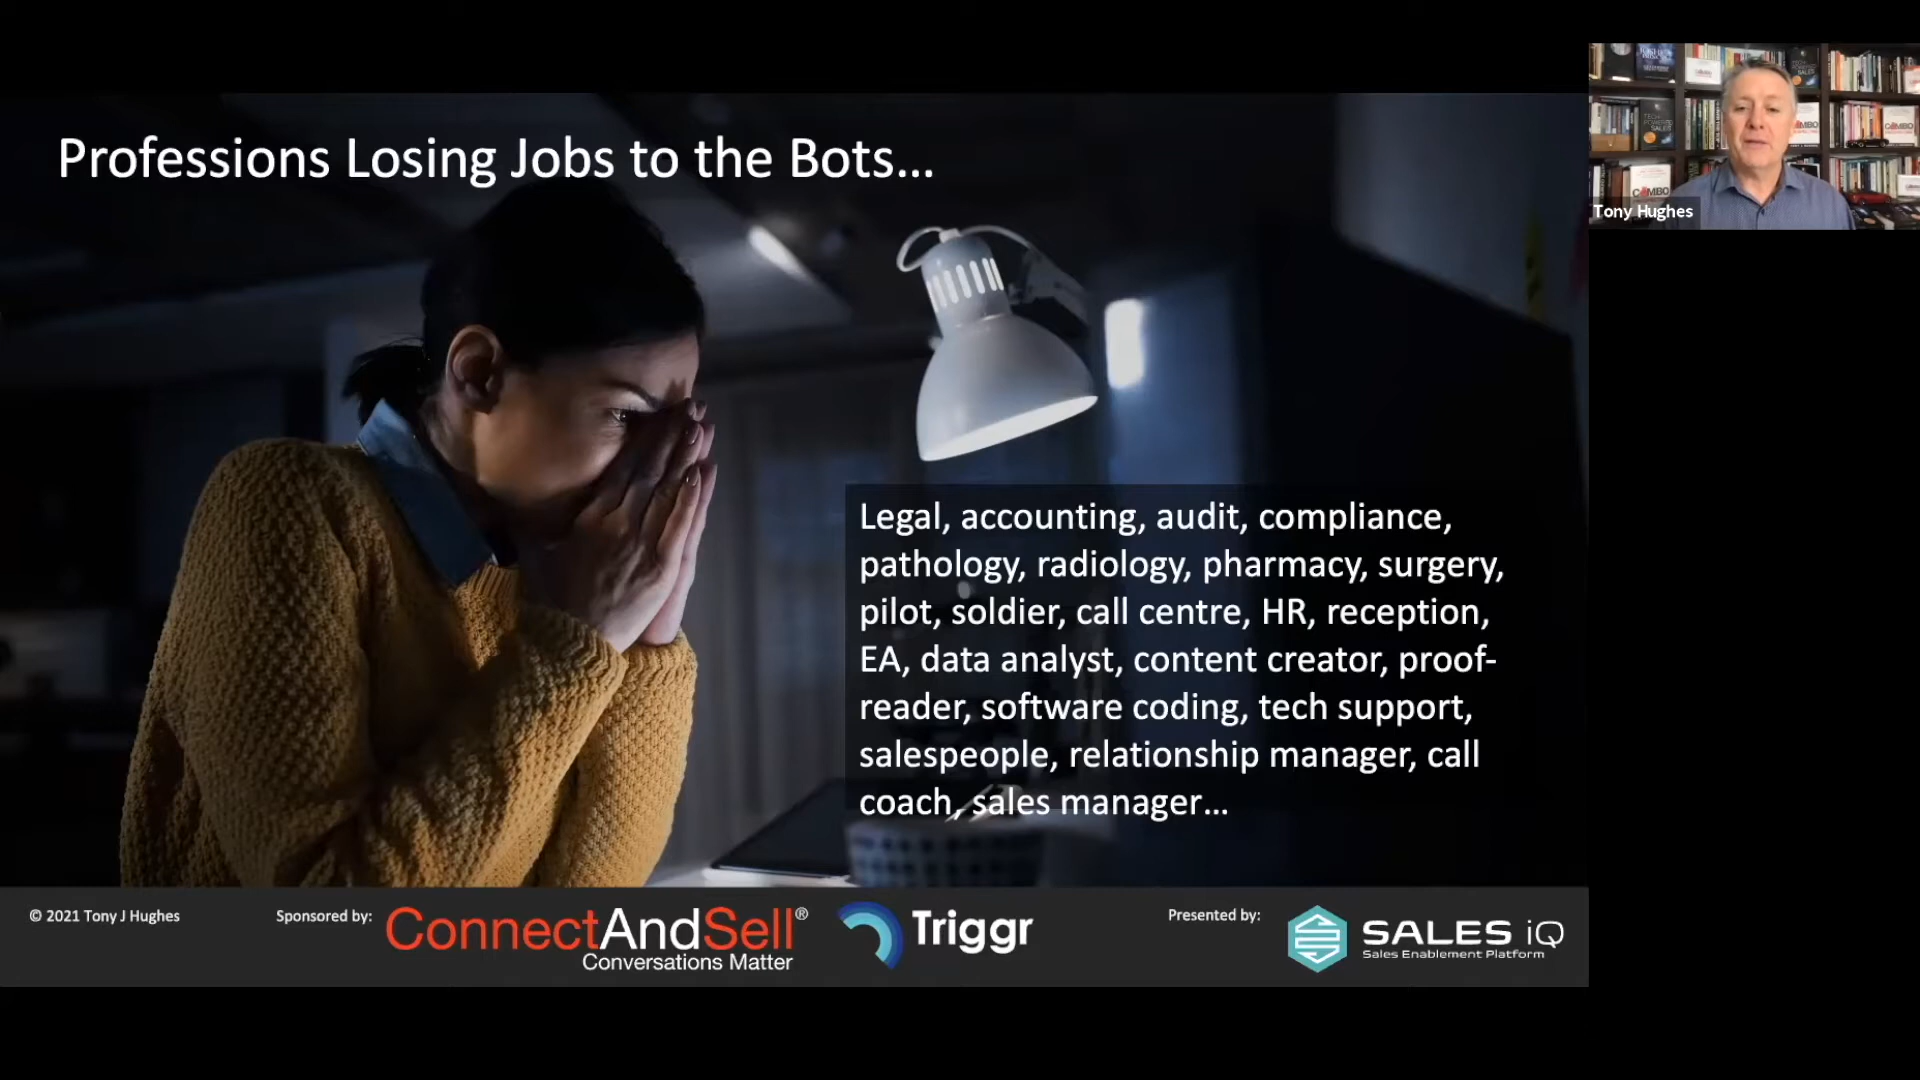 Professions Losing Jobs to the Bots...
Tony Hughes
Legal, accounting, audit, compliance,
pathology, radiology, pharmacy, surgery,
pilot, soldier, call centre, HR, reception,
EA, data analyst, content creator, proof-
reader, software coding, tech support,
salespeople, relationship manager, call
coach, sales manager...
© 2021 Tony J Hughes
Sponsored by:
ConnectAndSell®
Conversations Matter
Triggr
Presented by:
SALES iQ
Sales Enablement Platform